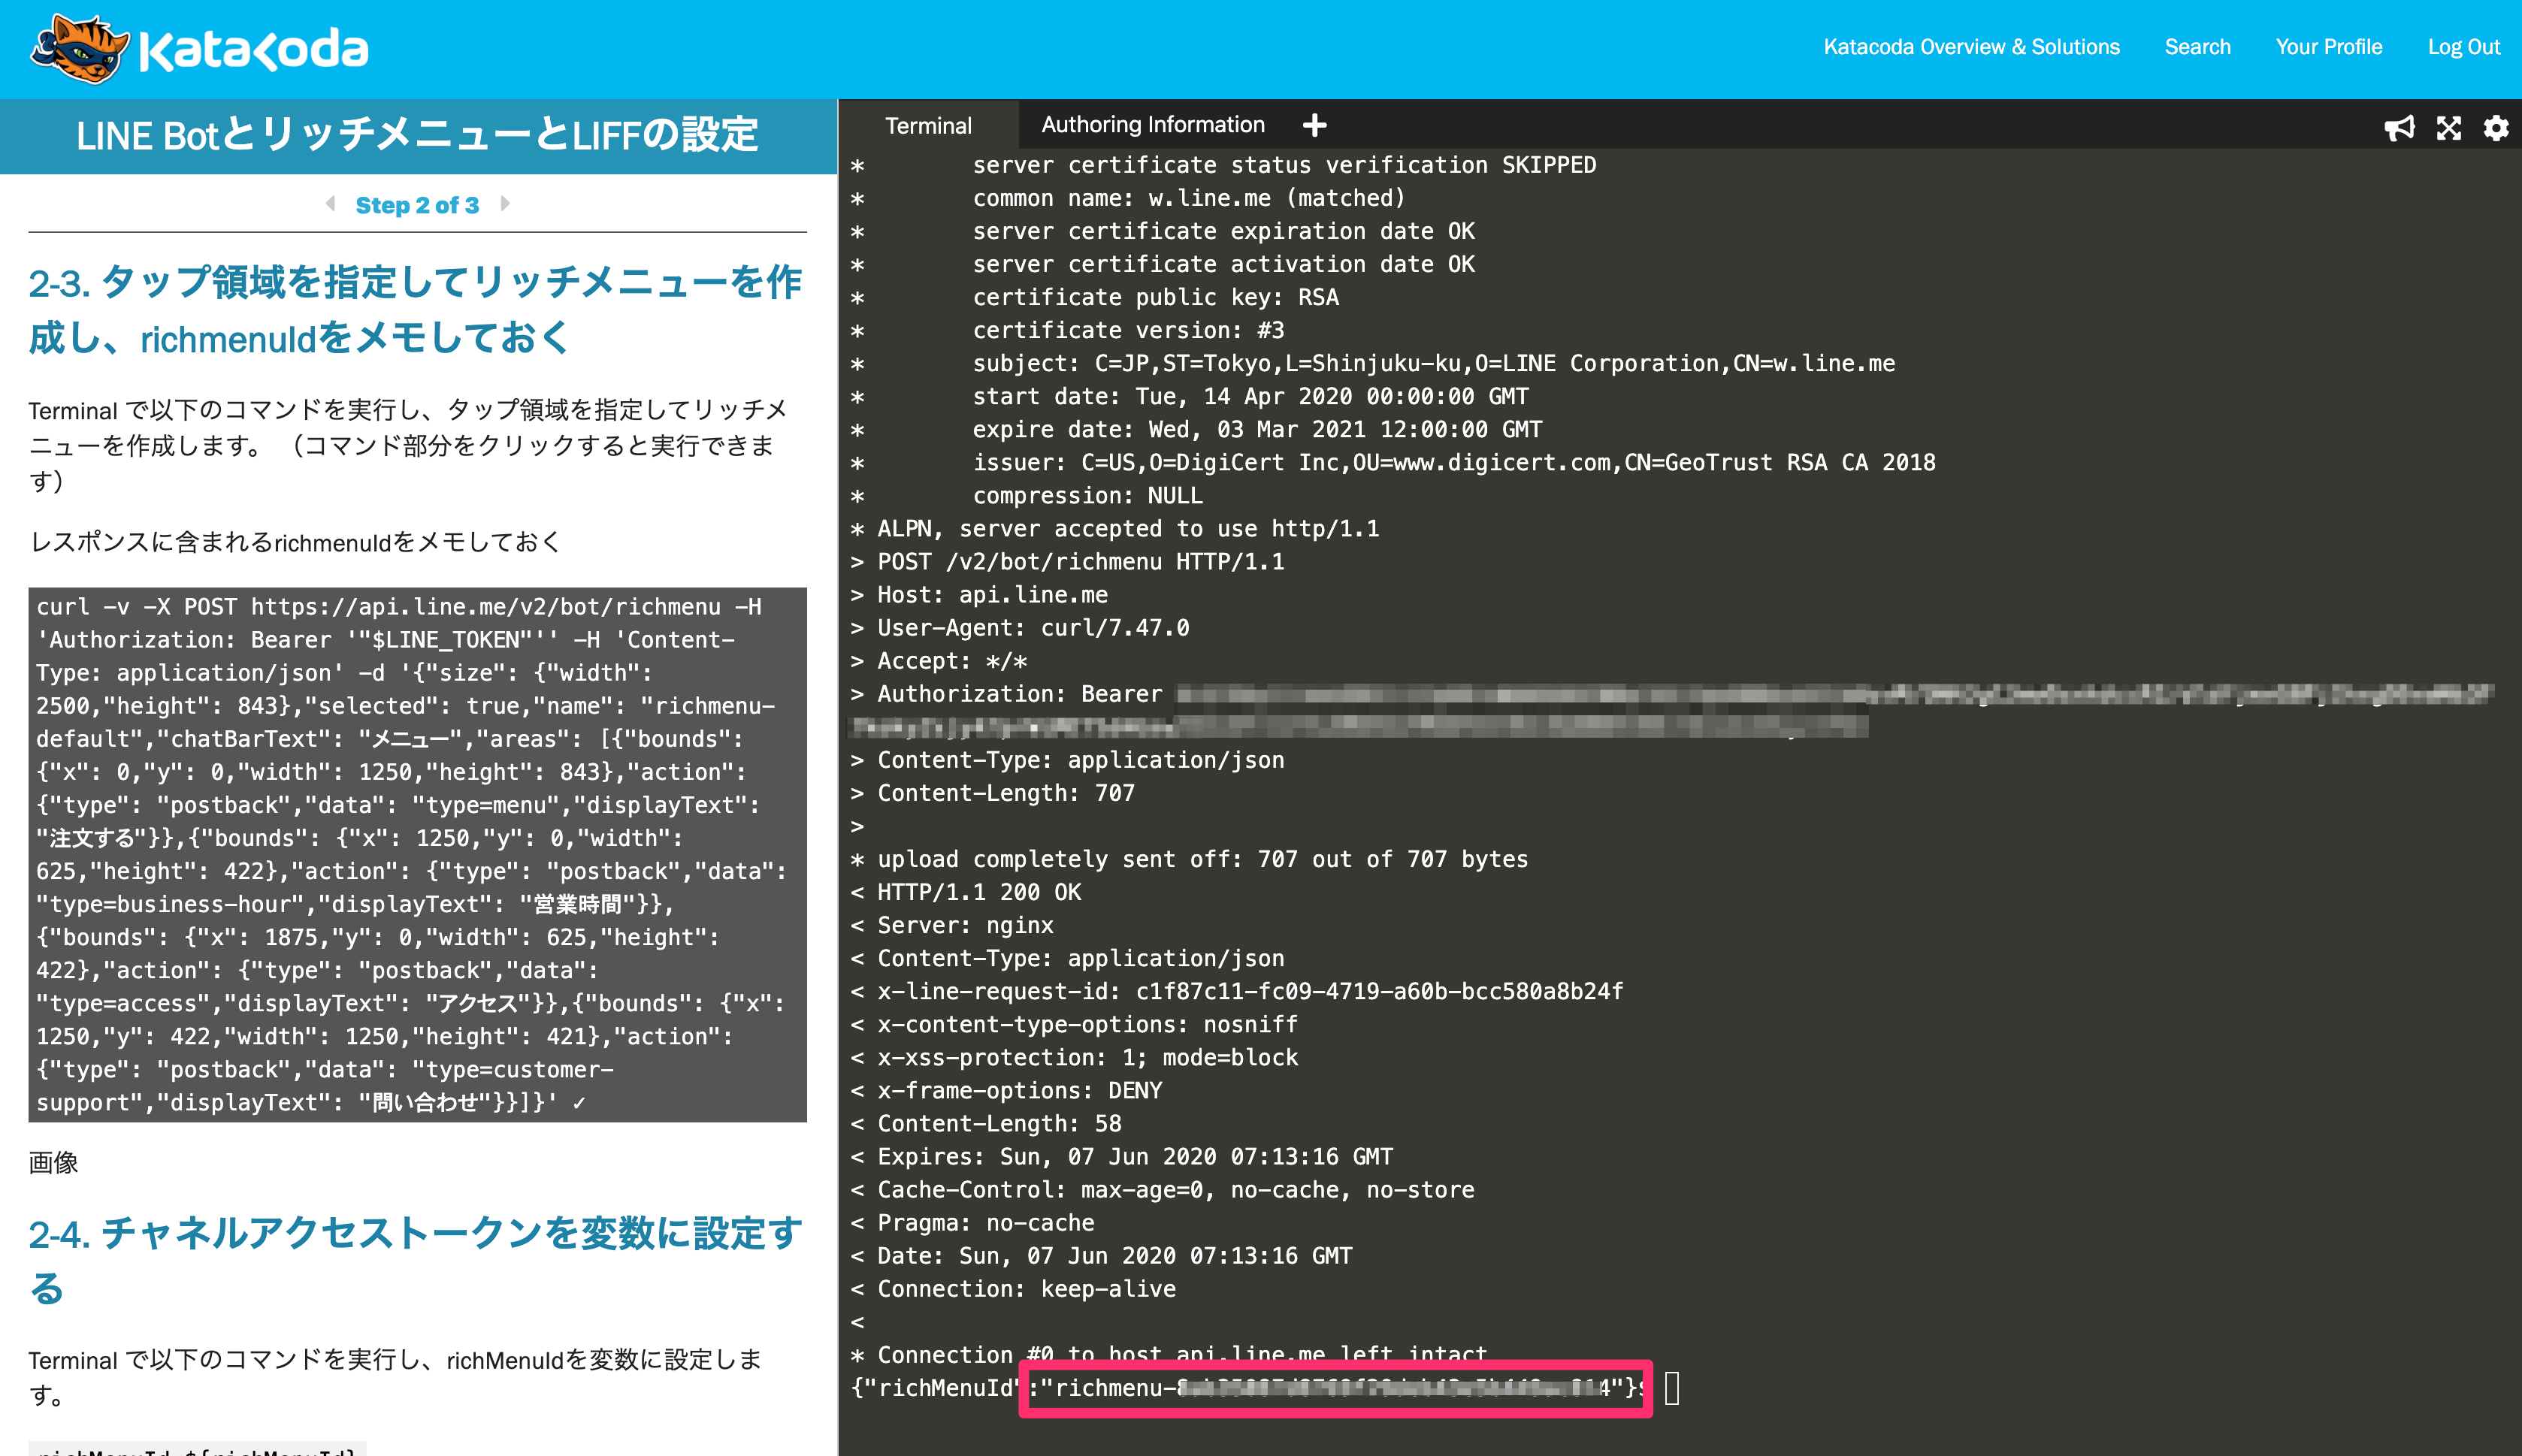 Katacoda
Katacoda Overview & Solutions
Search
Your Profile
Log Out
LINE BotとリッチメニューとLIFFの設定
Step 2 of 3
2-3. タップ領域を指定してリッチメニューを作
成し、richmenuIdをメモしておく
Terminal で以下のコマンドを実行し、タップ領域を指定してリッチメ
ニューを作成します。 （コマンド部分をクリックすると実行できま
す）
レスポンスに含まれるrichmenuIdをメモしておく
curl -v -X POST https://api.line.me/v2/bot/richmenu -H
'Authorization: Bearer '"$LINE_TOKEN"'' -H 'Content-
Type: application/json' -d '{"size": {"width":
2500,"height": 843},"selected": true,"name": "richmenu-
default","chatBarText": "メニュー","areas": [{"bounds":
{"x": 0,"y": 0,"width": 1250,"height": 843},"action":
{"type": "postback","data": "type=menu","displayText":
"注文する"}},{"bounds": {"x": 1250,"y": 0,"width":
625,"height": 422},"action": {"type": "postback","data":
"type=business-hour","displayText": "営業時間"}},
{"bounds": {"x": 1875,"y": 0,"width": 625,"height":
422},"action": {"type": "postback","data":
"type=access","displayText": "アクセス"}},{"bounds": {"x":
1250,"y": 422,"width": 1250,"height": 421},"action":
{"type": "postback","data": "type=customer-
support","displayText": "問い合わせ"}}]}' ✓
画像
2-4. チャネルアクセストークンを変数に設定す
る
Terminal で以下のコマンドを実行し、richMenuIdを変数に設定しま
す。
Terminal
Authoring Information
* server certificate status verification SKIPPED
* common name: w.line.me (matched)
* server certificate expiration date OK
* server certificate activation date OK
* certificate public key: RSA
* certificate version: #3
* subject: C=JP,ST=Tokyo,L=Shinjuku-ku,O=LINE Corporation,CN=w.line.me
* start date: Tue, 14 Apr 2020 00:00:00 GMT
* expire date: Wed, 03 Mar 2021 12:00:00 GMT
* issuer: C=US,O=DigiCert Inc,OU=www.digicert.com,CN=GeoTrust RSA CA 2018
* compression: NULL
* ALPN, server accepted to use http/1.1
> POST /v2/bot/richmenu HTTP/1.1
> Host: api.line.me
> User-Agent: curl/7.47.0
> Accept: */*
> Authorization: Bearer
> Content-Type: application/json
> Content-Length: 707
>
* upload completely sent off: 707 out of 707 bytes
< HTTP/1.1 200 OK
< Server: nginx
< Content-Type: application/json
< x-line-request-id: c1f87c11-fc09-4719-a60b-bcc580a8b24f
< x-content-type-options: nosniff
< x-xss-protection: 1; mode=block
< x-frame-options: DENY
< Content-Length: 58
< Expires: Sun, 07 Jun 2020 07:13:16 GMT
< Cache-Control: max-age=0, no-cache, no-store
< Pragma: no-cache
< Date: Sun, 07 Jun 2020 07:13:16 GMT
< Connection: keep-alive
<
* Connection #0 to host api.line.me left intact
{"richMenuId":"richmenu-